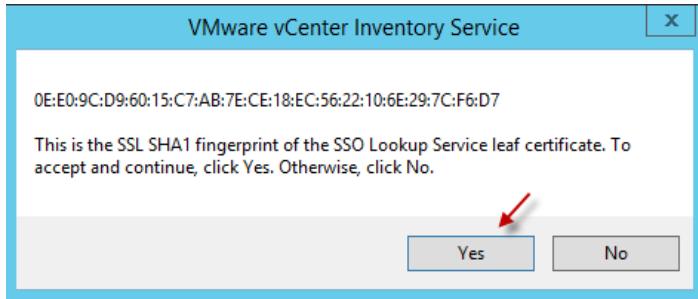 VMware vCenter Inventory Service
x
0E:E0:9C:D9:60:15:C7:AB:7E:CE:18:EC:56:22:10:6E:29:7C:F6:D7
This is the SSL SHA1 fingerprint of the SSO Lookup Service leaf certificate. To
accept and continue, click Yes. Otherwise, click No.
Yes
No